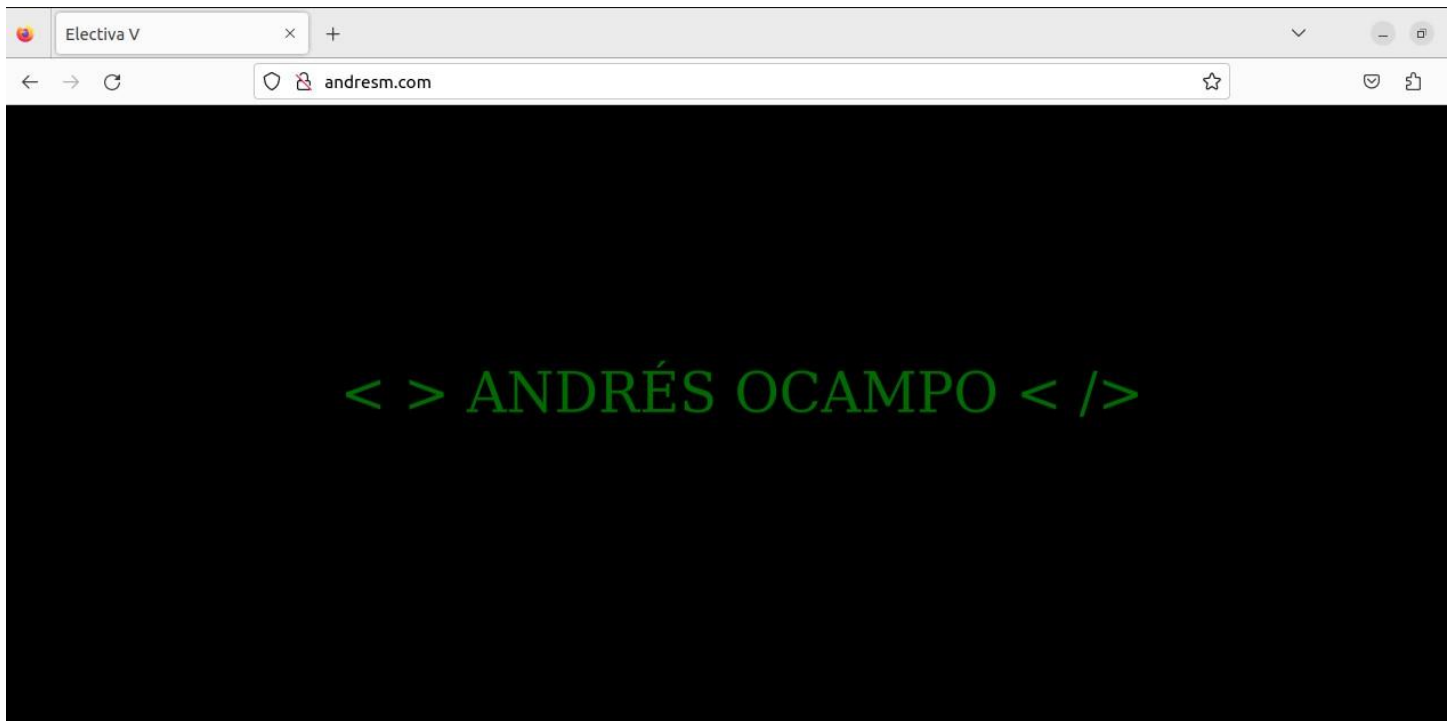 Electiva V
andresm.com
< > ANDRÉS OCAMPO < />